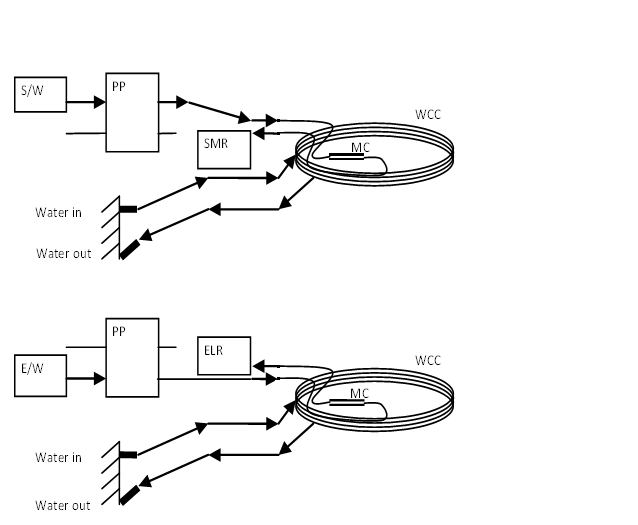 S/W
PP
WCC
SMR
MC
Water in
Water out
PP
ELR
WCC
E/W
MC
Water in
Water out